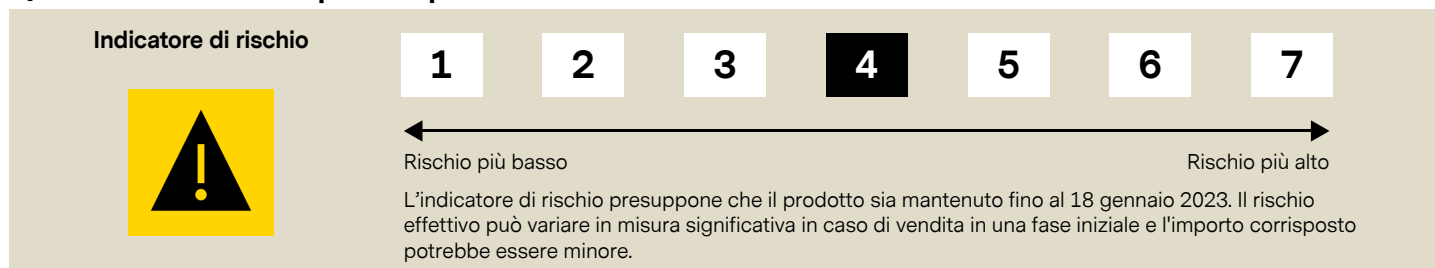 Indicatore di rischio
1 2 3 4 5 6 7
Rischio più basso Rischio più alto
L'indicatore di rischio presuppone che il prodotto sia mantenuto fino al 18 gennaio 2023. Il rischio
effettivo può variare in misura significativa in caso di vendita in una fase iniziale e l'importo corrisposto
potrebbe essere minore.